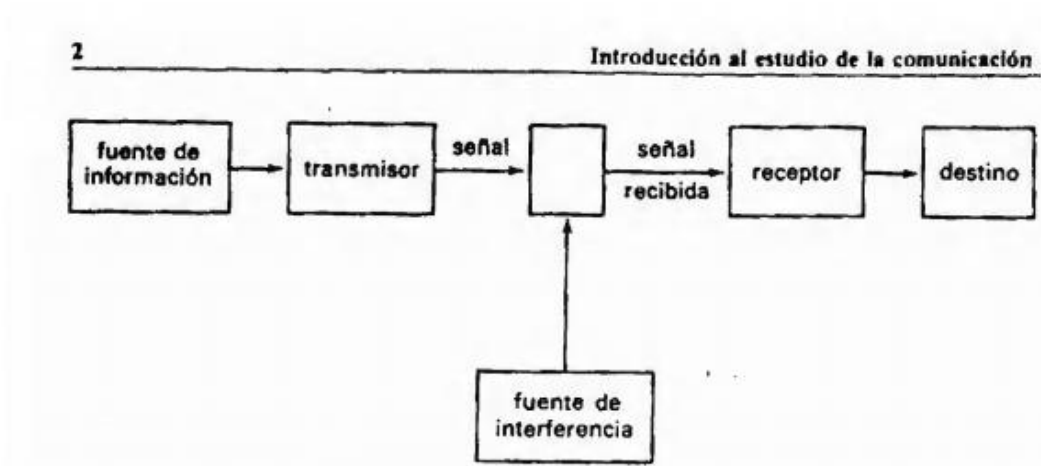 2
Introducción al estudio de la comunicación
fuente de
información
transmisor
señal
señal
recibida
receptor
destino
fuente de
interferencia